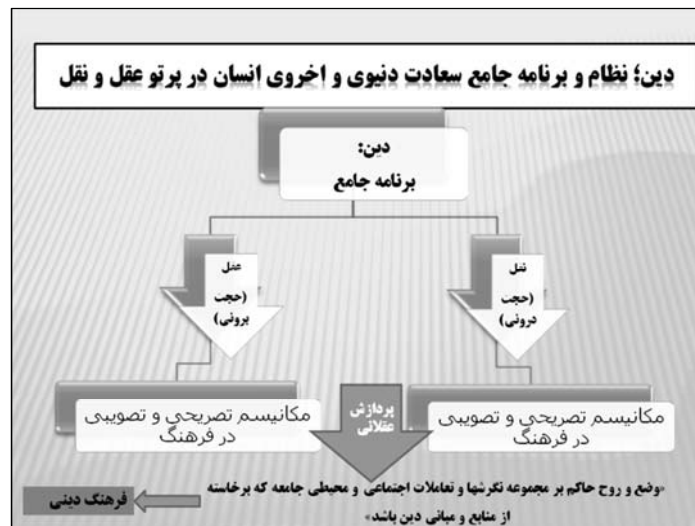 دین؛ نظام و برنامه جامع سعادت دنیوی و اخروی انسان در پرتو عقل و نقل
دین:
برنامه جامع
نقل
(حجت
درونی)
عقل
(حجت
برونی)
مکانیسم تصریحی و تصویبی
در فرهنگ
پردازش
عقلائی
مکانیسم تصریحی و تصویبی
در فرهنگ
«وضع و روح حاکم بر مجموعه نگرشها و تعاملات اجتماعی و محیطی جامعه که برخاسته
از منابع و مبانی دین باشد»
فرهنگ دینی